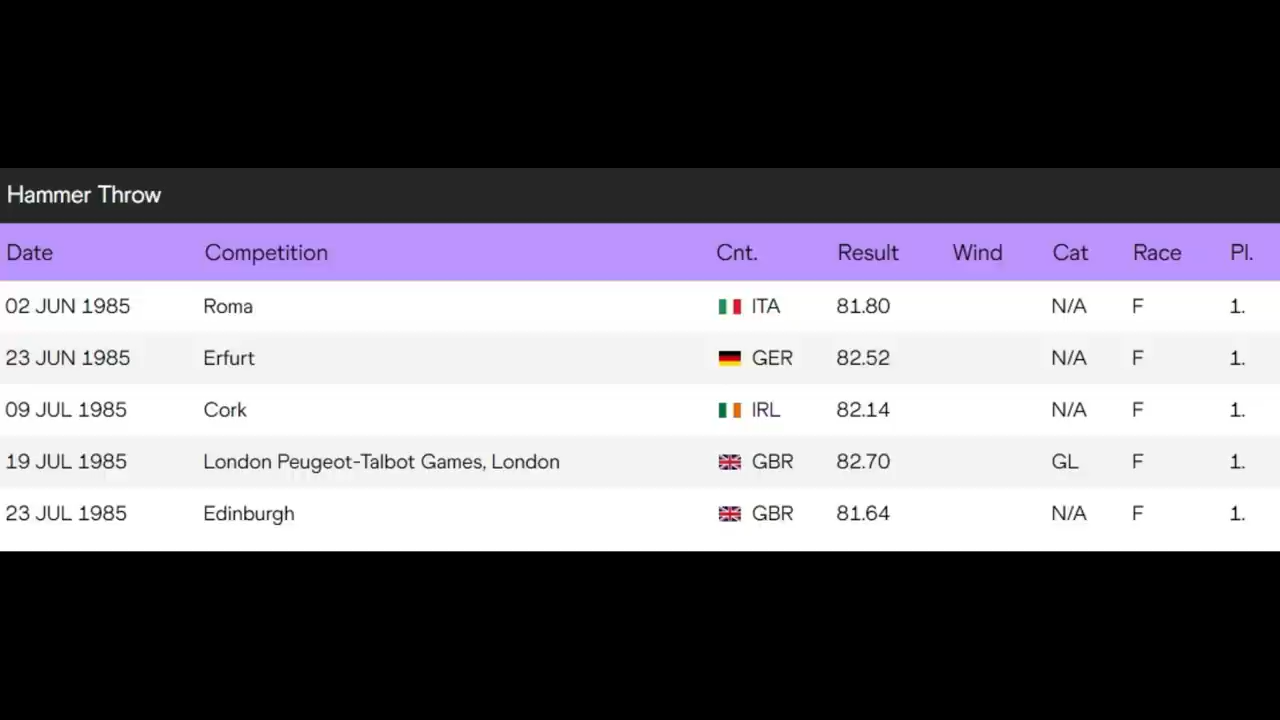 Hammer Throw
Date Competition Cnt. Result Wind Cat Race Pl.
02 JUN 1985 Roma ITA 81.80 N/A F 1.
23 JUN 1985 Erfurt GER 82.52 N/A F 1.
09 JUL 1985 Cork IRL 82.14 N/A F 1.
19 JUL 1985 London Peugeot-Talbot Games, London GBR 82.70 GL F 1.
23 JUL 1985 Edinburgh GBR 81.64 N/A F 1.